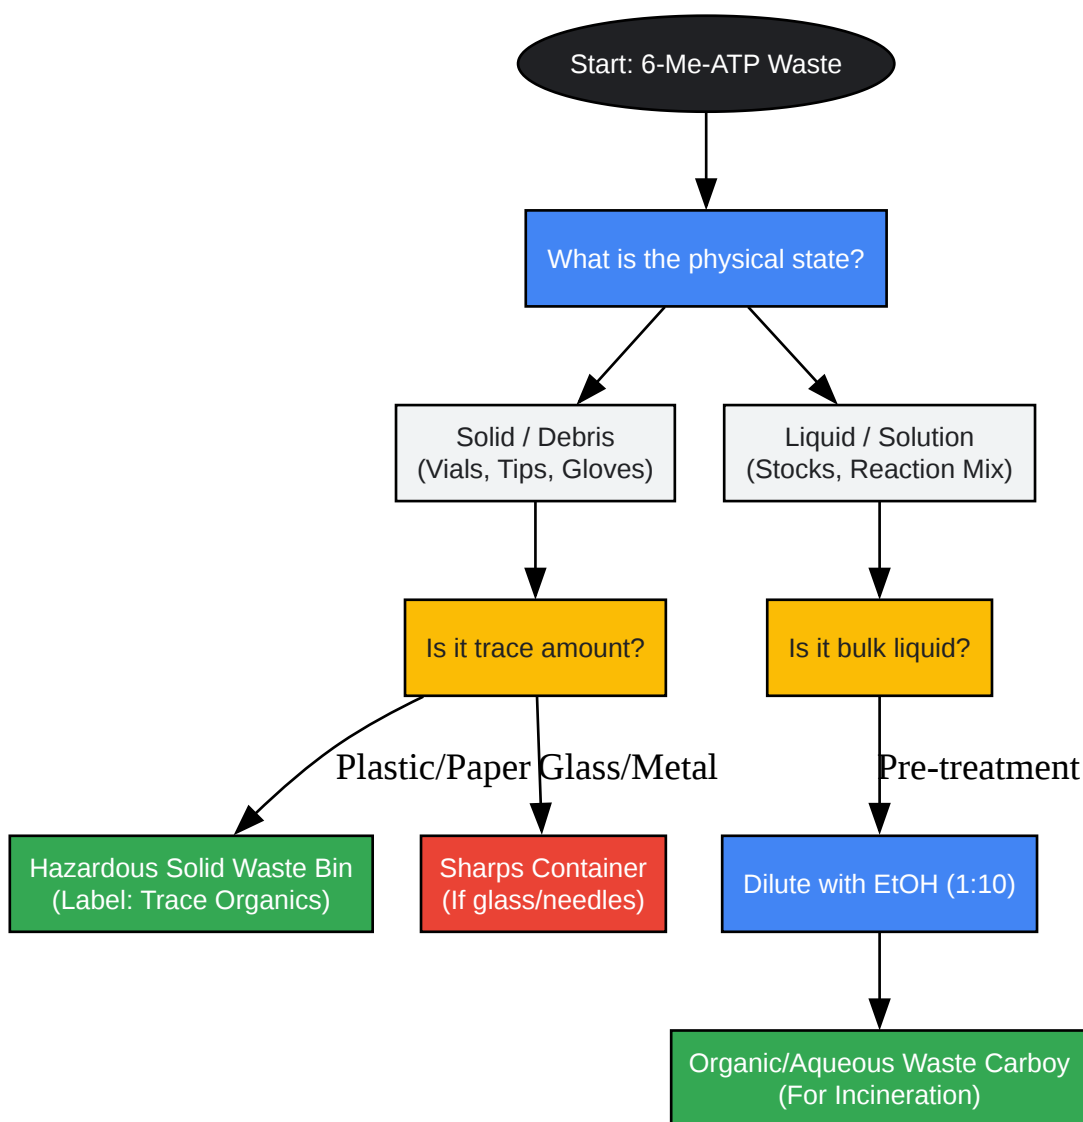 Start: 6-Me-ATP Waste
What is the physical state?
Solid / Debris
(Vials, Tips, Gloves)
Liquid / Solution
(Stocks, Reaction Mix)
Is it trace amount?
Is it bulk liquid?
Plastic/Paper
Glass/Metal
Pre-treatment
Hazardous Solid Waste Bin
(Label: Trace Organics)
Sharps Container
(If glass/needles)
Dilute with EtOH (1:10)
Organic/Aqueous Waste Carboy
(For Incineration)